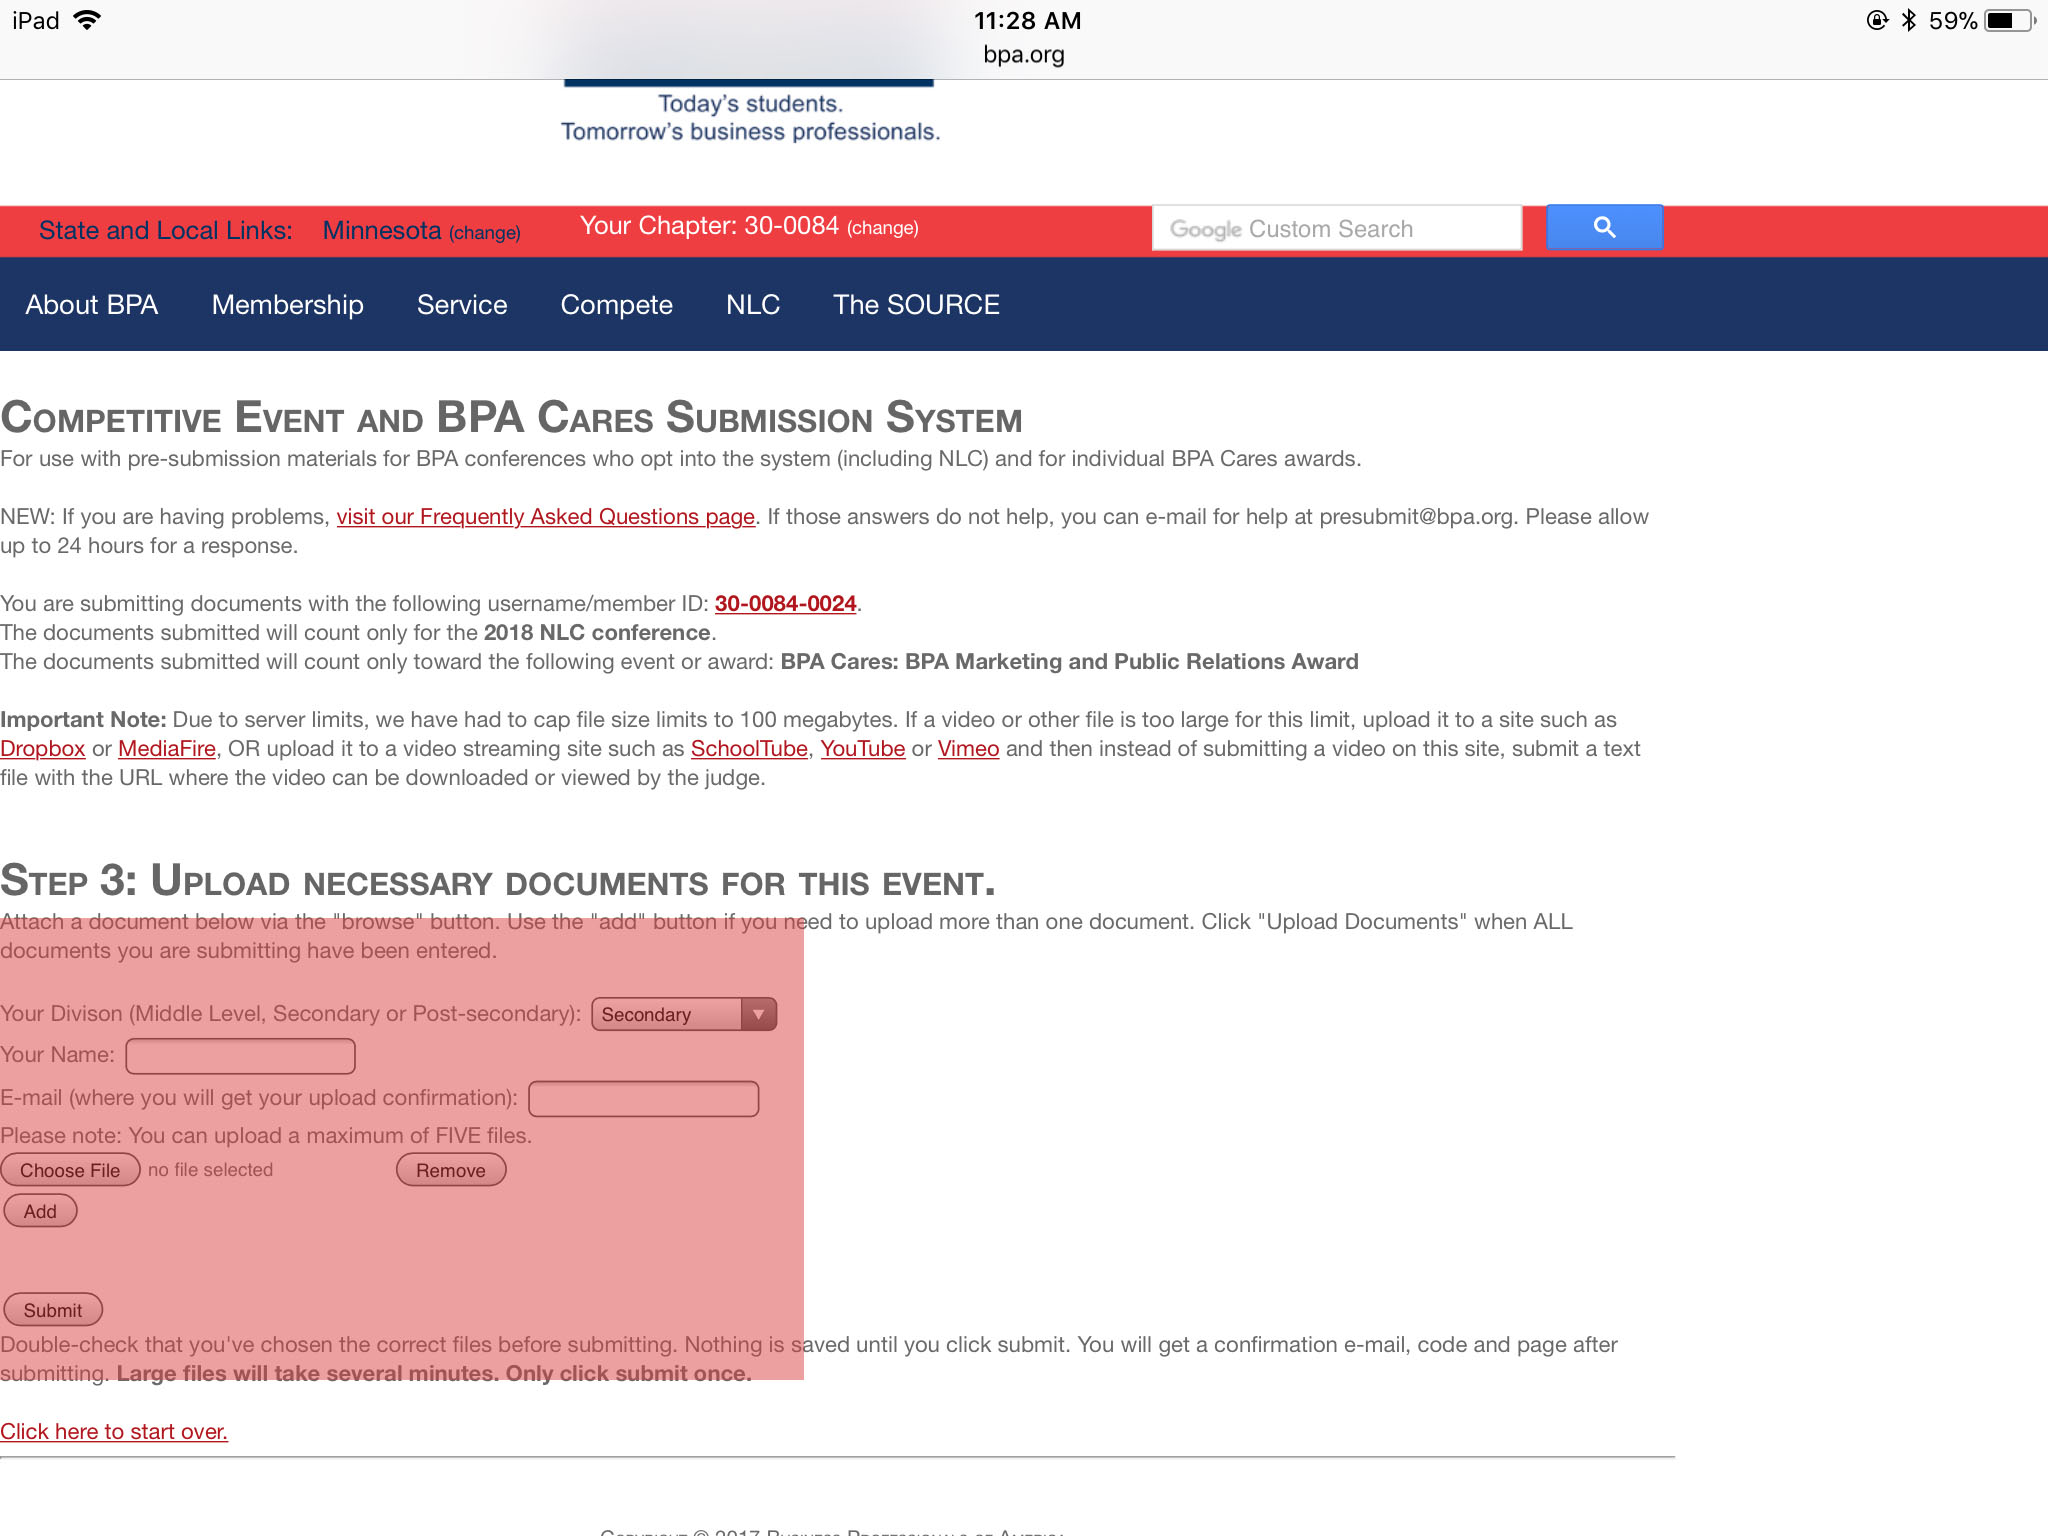 iPad 11:28 AM 59%
bpa.org
Today's students.
Tomorrow's business professionals.
State and Local Links: Minnesota (change) Your Chapter: 30-0084 (change) Google Custom Search
About BPA Membership Service Compete NLC The SOURCE
Competitive Event and BPA Cares Submission System
For use with pre-submission materials for BPA conferences who opt into the system (including NLC) and for individual BPA Cares awards.
NEW: If you are having problems, visit our Frequently Asked Questions page. If those answers do not help, you can e-mail for help at presubmit@bpa.org. Please allow
up to 24 hours for a response.
You are submitting documents with the following username/member ID: 30-0084-0024.
The documents submitted will count only for the 2018 NLC conference.
The documents submitted will count only toward the following event or award: BPA Cares: BPA Marketing and Public Relations Award
Important Note: Due to server limits, we have had to cap file size limits to 100 megabytes. If a video or other file is too large for this limit, upload it to a site such as
Dropbox or MediaFire, OR upload it to a video streaming site such as SchoolTube, YouTube or Vimeo and then instead of submitting a video on this site, submit a text
file with the URL where the video can be downloaded or viewed by the judge.
Step 3: Upload necessary documents for this event.
Attach a document below via the "browse" button. Use the "add" button if you need to upload more than one document. Click "Upload Documents" when ALL
documents you are submitting have been entered.
Your Divison (Middle Level, Secondary or Post-secondary): Secondary
Your Name:
E-mail (where you will get your upload confirmation):
Please note: You can upload a maximum of FIVE files.
Choose File no file selected Remove
Add
Submit
Double-check that you've chosen the correct files before submitting. Nothing is saved until you click submit. You will get a confirmation e-mail, code and page after
submitting. Large files will take several minutes. Only click submit once.
Click here to start over.
Copyright © 2017 Business Professionals of America